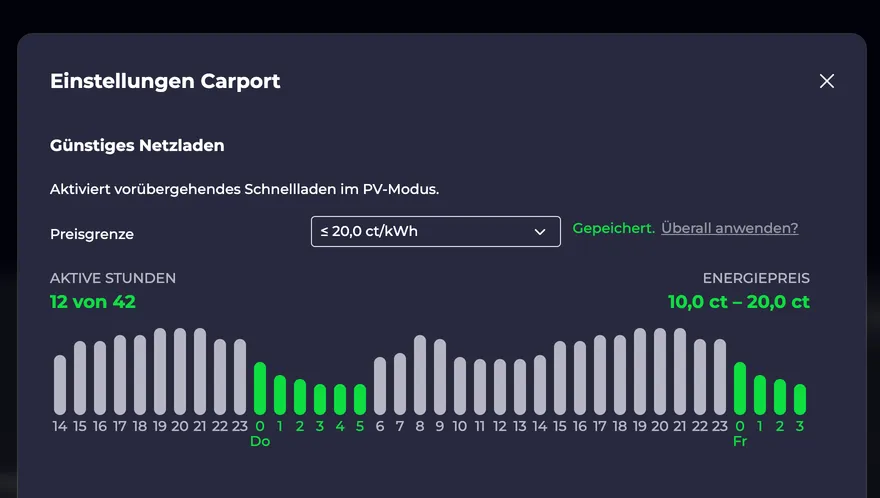 Einstellungen Carport
Günstiges Netzladen
Aktiviert vorübergehendes Schnellladen im PV-Modus.
Preisgrenze ≤ 20,0 ct/kWh Gepeichert. Überall anwenden?
AKTIVE STUNDEN ENERGIEPREIS
12 von 42 10,0 ct – 20,0 ct
14 15 16 17 18 19 20 21 22 23 0 1 2 3 4 5 6 7 8 9 10 11 12 13 14 15 16 17 18 19 20 21 22 23 0 1 2 3
Do Fr